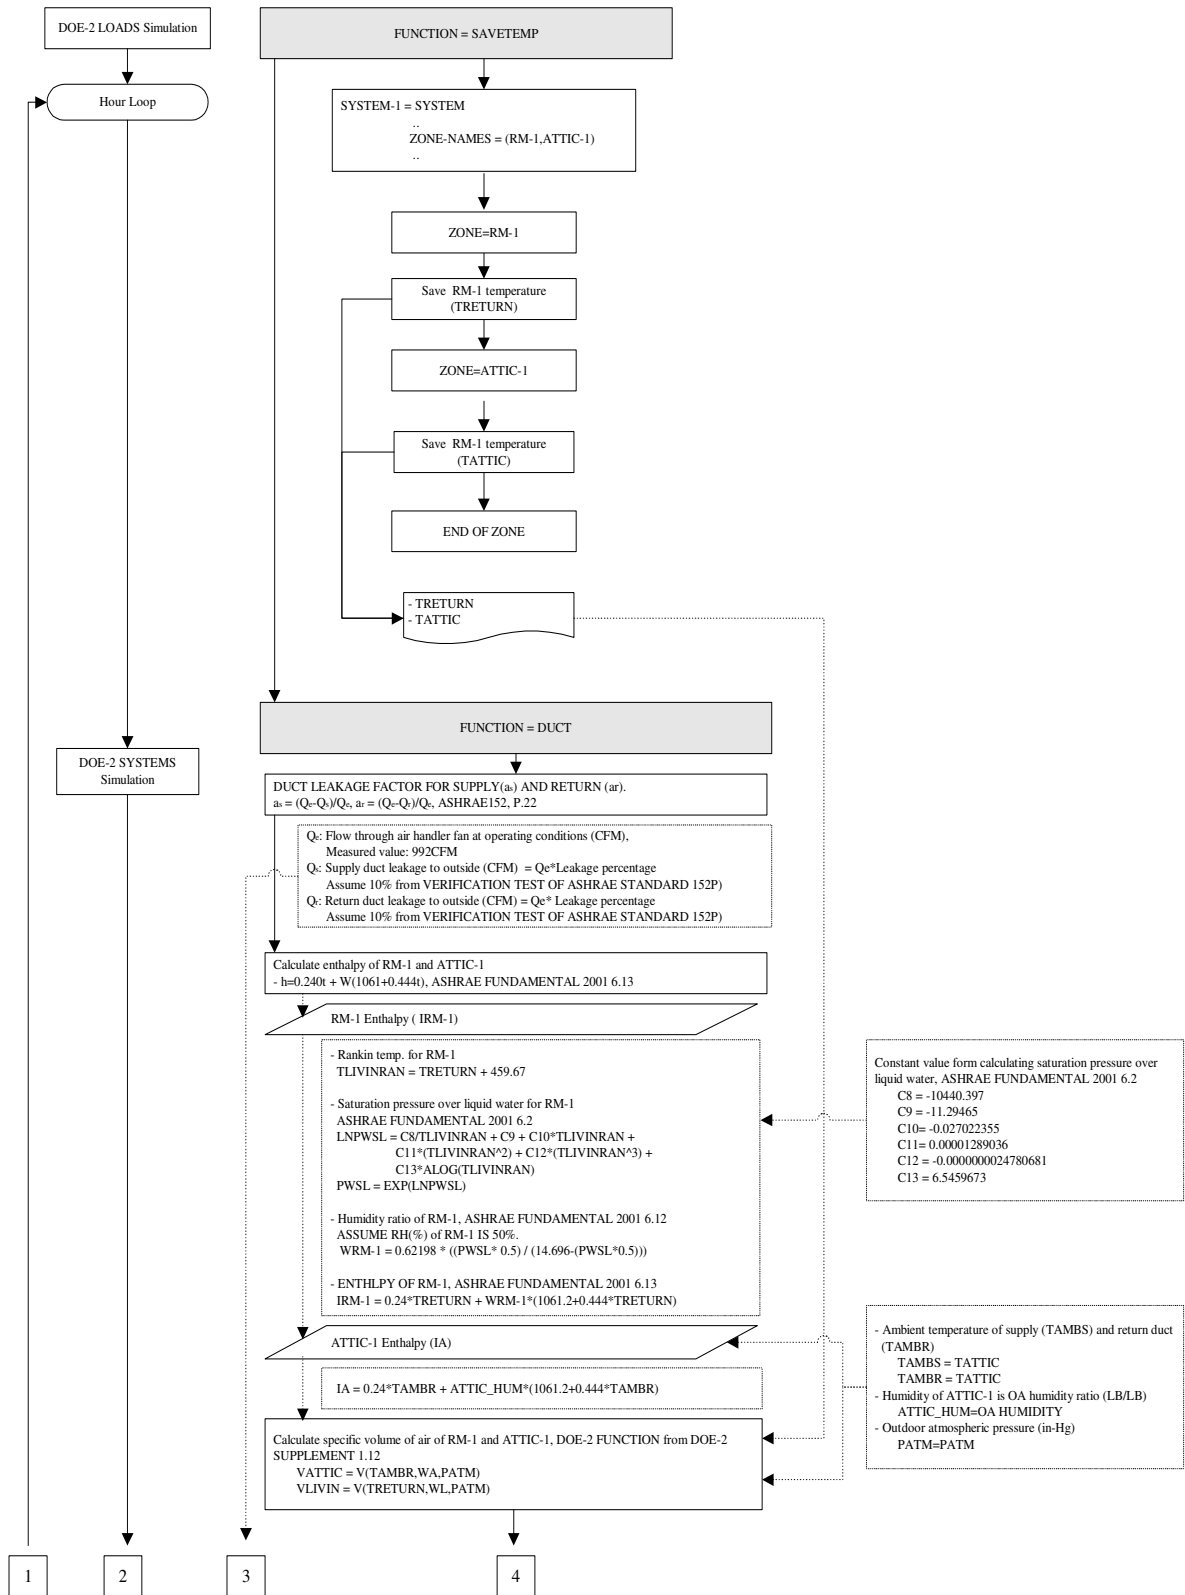 DOE-2 LOADS Simulation
Hour Loop
FUNCTION = SAVETEMP
SYSTEM-1 = SYSTEM
..
ZONE-NAMES = (RM-1,ATTIC-1)
..
ZONE=RM-1
Save RM-1 temperature
(TRETURN)
ZONE=ATTIC-1
Save RM-1 temperature
(TATTIC)
END OF ZONE
- TRETURN
- TATTIC
FUNCTION = DUCT
DOE-2 SYSTEMS
Simulation
DUCT LEAKAGE FACTOR FOR SUPPLY(as) AND RETURN (ar).
as = (Qe-Qs)/Qe, ar = (Qe-Qr)/Qe, ASHRAE152, P.22
Qe: Flow through air handler fan at operating conditions (CFM),
Measured value: 992CFM
Qs: Supply duct leakage to outside (CFM) = Qe*Leakage percentage
Assume 10% from VERIFICATION TEST OF ASHRAE STANDARD 152P)
Qr: Return duct leakage to outside (CFM) = Qe* Leakage percentage
Assume 10% from VERIFICATION TEST OF ASHRAE STANDARD 152P)
Calculate enthalpy of RM-1 and ATTIC-1
- h=0.240t + W(1061+0.444t), ASHRAE FUNDAMENTAL 2001 6.13
RM-1 Enthalpy ( IRM-1)
- Rankin temp. for RM-1
TLIVINRAN = TRETURN + 459.67
- Saturation pressure over liquid water for RM-1
ASHRAE FUNDAMENTAL 2001 6.2
LNPWSL = C8/TLIVINRAN + C9 + C10*TLIVINRAN +
C11*(TLIVINRAN^2) + C12*(TLIVINRAN^3) +
C13*ALOG(TLIVINRAN)
PWSL = EXP(LNPWSL)
- Humidity ratio of RM-1, ASHRAE FUNDAMENTAL 2001 6.12
ASSUME RH(%) of RM-1 IS 50%.
WRM-1 = 0.62198 * ((PWSL* 0.5) / (14.696-(PWSL*0.5)))
- ENTHLPY OF RM-1, ASHRAE FUNDAMENTAL 2001 6.13
IRM-1 = 0.24*TRETURN + WRM-1*(1061.2+0.444*TRETURN)
Constant value form calculating saturation pressure over
liquid water, ASHRAE FUNDAMENTAL 2001 6.2
C8 = -10440.397
C9 = -11.29465
C10= -0.027022355
C11= 0.00001289036
C12 = -0.0000000024780681
C13 = 6.5459673
ATTIC-1 Enthalpy (IA)
IA = 0.24*TAMBR + ATTIC_HUM*(1061.2+0.444*TAMBR)
- Ambient temperature of supply (TAMBS) and return duct
(TAMBR)
TAMBS = TATTIC
TAMBR = TATTIC
- Humidity of ATTIC-1 is OA humidity ratio (LB/LB)
ATTIC_HUM=OA HUMIDITY
- Outdoor atmospheric pressure (in-Hg)
PATM=PATM
Calculate specific volume of air of RM-1 and ATTIC-1, DOE-2 FUNCTION from DOE-2
SUPPLEMENT 1.12
VATTIC = V(TAMBR,WA,PATM)
VLIVIN = V(TRETURN,WL,PATM)
1
2
3
4